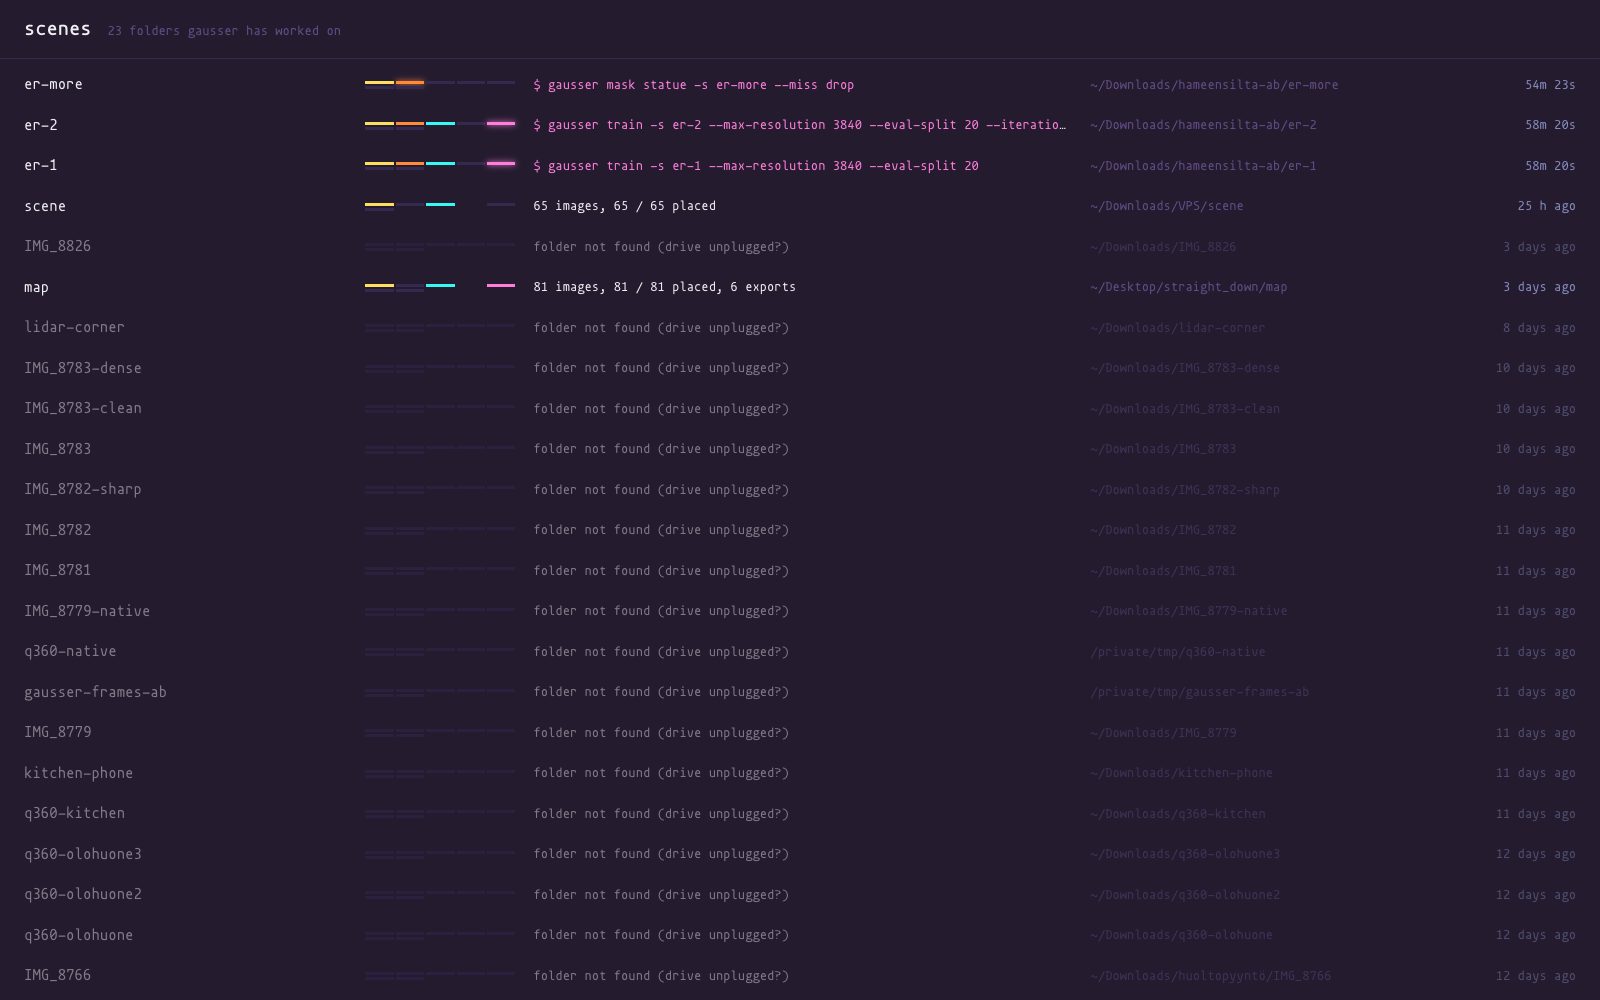 scenes 23 folders gausser has worked on
er-more $ gausser mask statue -s er-more --miss drop ~/Downloads/hameensilta-ab/er-more 54m 23s
er-2 $ gausser train -s er-2 --max-resolution 3840 --eval-split 20 --iteratio… ~/Downloads/hameensilta-ab/er-2 58m 20s
er-1 $ gausser train -s er-1 --max-resolution 3840 --eval-split 20 ~/Downloads/hameensilta-ab/er-1 58m 20s
scene 65 images, 65 / 65 placed ~/Downloads/VPS/scene 25 h ago
IMG_8826 folder not found (drive unplugged?) ~/Downloads/IMG_8826 3 days ago
map 81 images, 81 / 81 placed, 6 exports ~/Desktop/straight_down/map 3 days ago
lidar-corner folder not found (drive unplugged?) ~/Downloads/lidar-corner 8 days ago
IMG_8783-dense folder not found (drive unplugged?) ~/Downloads/IMG_8783-dense 10 days ago
IMG_8783-clean folder not found (drive unplugged?) ~/Downloads/IMG_8783-clean 10 days ago
IMG_8783 folder not found (drive unplugged?) ~/Downloads/IMG_8783 10 days ago
IMG_8782-sharp folder not found (drive unplugged?) ~/Downloads/IMG_8782-sharp 10 days ago
IMG_8782 folder not found (drive unplugged?) ~/Downloads/IMG_8782 11 days ago
IMG_8781 folder not found (drive unplugged?) ~/Downloads/IMG_8781 11 days ago
IMG_8779-native folder not found (drive unplugged?) ~/Downloads/IMG_8779-native 11 days ago
q360-native folder not found (drive unplugged?) /private/tmp/q360-native 11 days ago
gausser-frames-ab folder not found (drive unplugged?) /private/tmp/gausser-frames-ab 11 days ago
IMG_8779 folder not found (drive unplugged?) ~/Downloads/IMG_8779 11 days ago
kitchen-phone folder not found (drive unplugged?) ~/Downloads/kitchen-phone 11 days ago
q360-kitchen folder not found (drive unplugged?) ~/Downloads/q360-kitchen 11 days ago
q360-olohuone3 folder not found (drive unplugged?) ~/Downloads/q360-olohuone3 12 days ago
q360-olohuone2 folder not found (drive unplugged?) ~/Downloads/q360-olohuone2 12 days ago
q360-olohuone folder not found (drive unplugged?) ~/Downloads/q360-olohuone 12 days ago
IMG_8766 folder not found (drive unplugged?) ~/Downloads/huoltopyyntö/IMG_8766 12 days ago